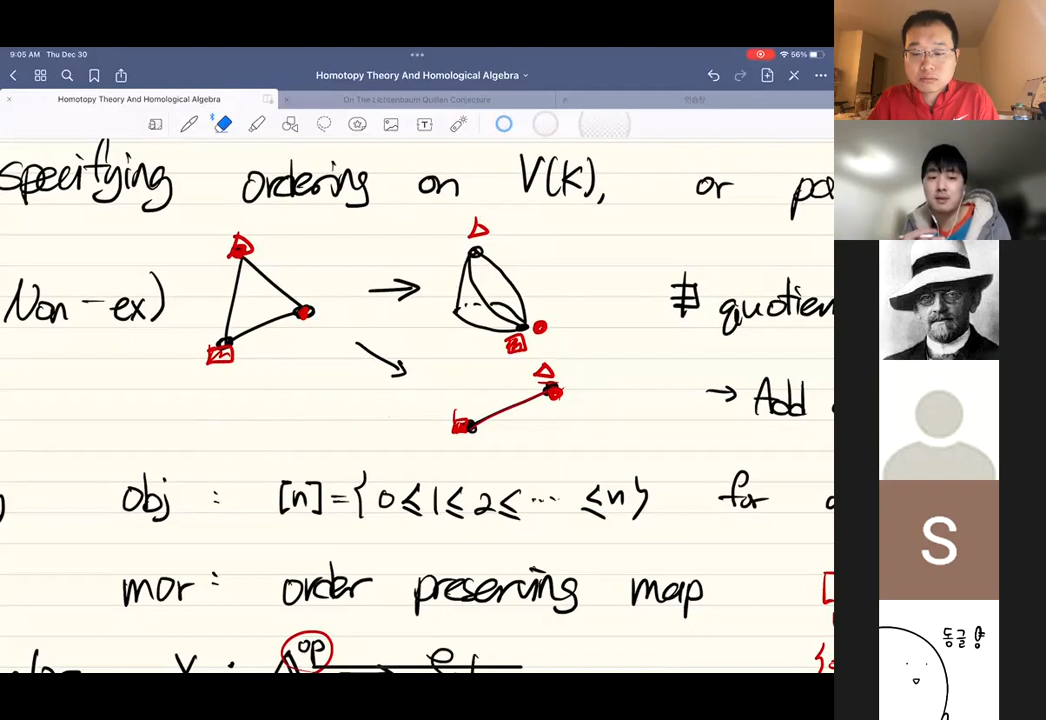 9:05 AM Thu Dec 30
56%
Homotopy Theory And Homological Algebra
Homotopy Theory And Homological Algebra
On The Lichtenbaum Quillen Conjecture
specifying ordering on V(K), or
Non-ex)
∄ quotien
→ Add
obj : [n]={0≤1≤2≤…≤n} for
mor: order preserving map
op
S
동글